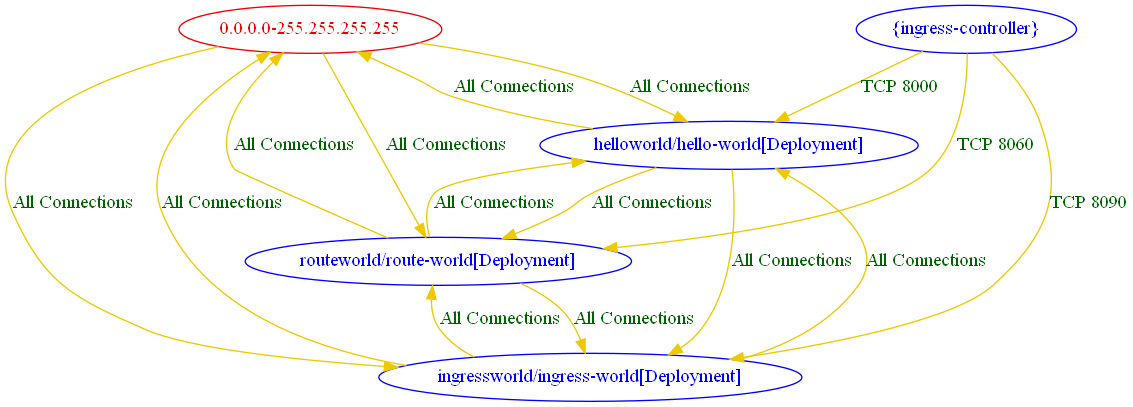 0.0.0.0-255.255.255.255
{ingress-controller}
All Connections
All Connections
TCP 8000
helloworld/hello-world[Deployment]
All Connections
All Connections
TCP 8060
All Connections
All Connections
All Connections
All Connections
TCP 8090
routeworld/route-world[Deployment]
All Connections
All Connections
All Connections
All Connections
ingressworld/ingress-world[Deployment]